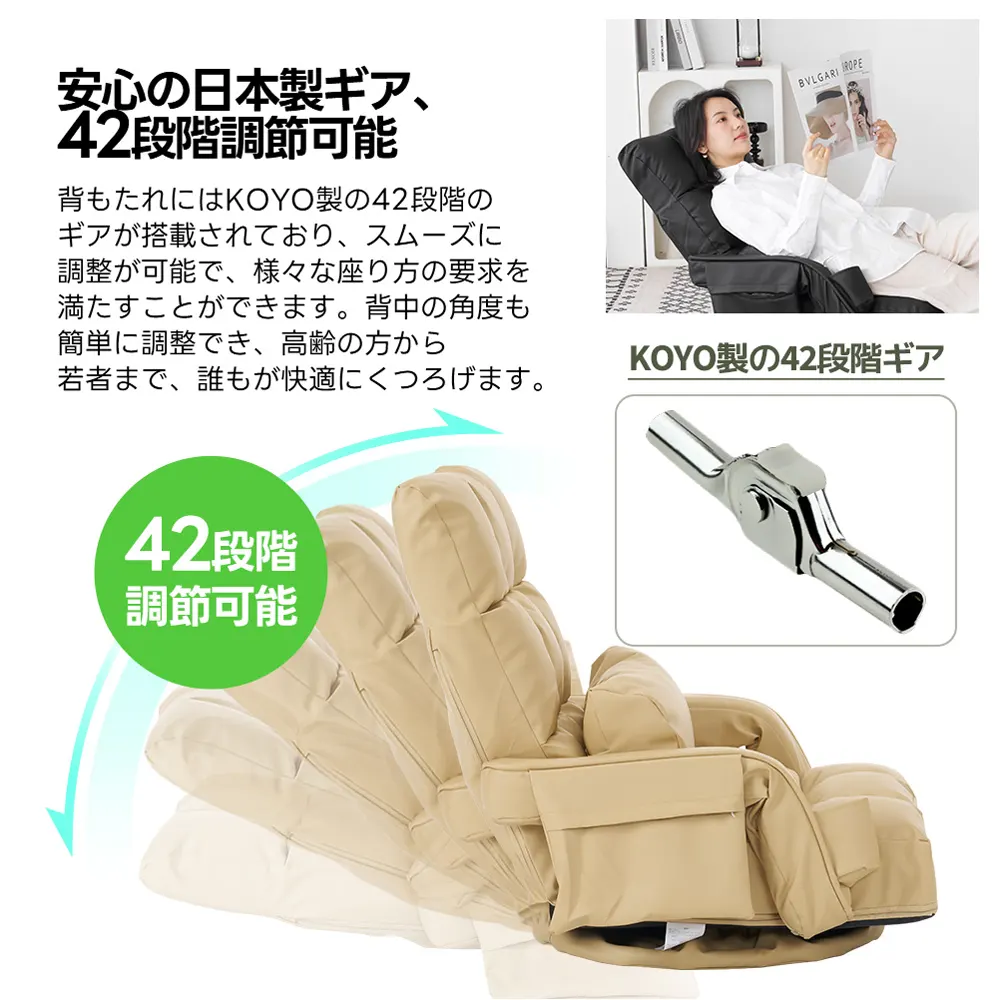 安心の日本製ギア、
42段階調節可能
背もたれにはKOYO製の42段階の
ギアが搭載されており、スムーズに
調整が可能で、様々な座り方の要求を
満たすことができます。背中の角度も
簡単に調整でき、高齢の方から
若者まで、誰もが快適にくつろげます。
BVLGARI
ROPE
KOYO製の42段階ギア
42段階
調節可能